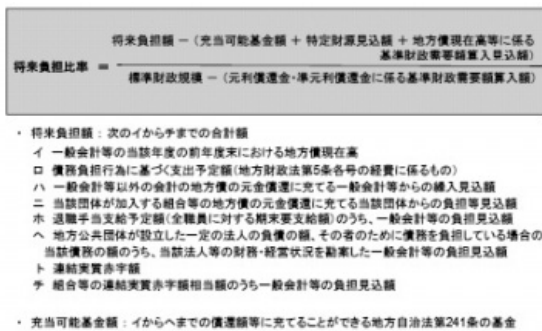 将来負担額 － （充当可能基金額 ＋ 特定財源見込額 ＋ 地方債現在高等に係る
基準財政需要額算入見込額）
将来負担比率 ＝
標準財政規模 － （元利償還金・準元利償還金に係る基準財政需要額算入額）
・ 将来負担額：次のイからチまでの合計額
イ 一般会計等の当該年度の前年度末における地方債現在高
ロ 債務負担行為に基づく支出予定額(地方財政法第5条各号の経費に係るもの)
ハ 一般会計等以外の会計の地方債の元金償還に充てる一般会計等からの繰入見込額
ニ 当該団体が加入する組合等の地方債の元金償還に充てる当該団体からの負担等見込額
ホ 退職手当支給予定額(全職員に対する期末要支給額)のうち、一般会計等の負担見込額
ヘ 地方公共団体が設立した一定の法人の負債の額、その者のために債務を負担している場合の
当該債務の額のうち、当該法人等の財務・経営状況を勘案した一般会計等の負担見込額
ト 連結実質赤字額
チ 組合等の連結実質赤字額相当額のうち一般会計等の負担見込額
・ 充当可能基金額：イからヘまでの償還額等に充てることができる地方自治法第241条の基金